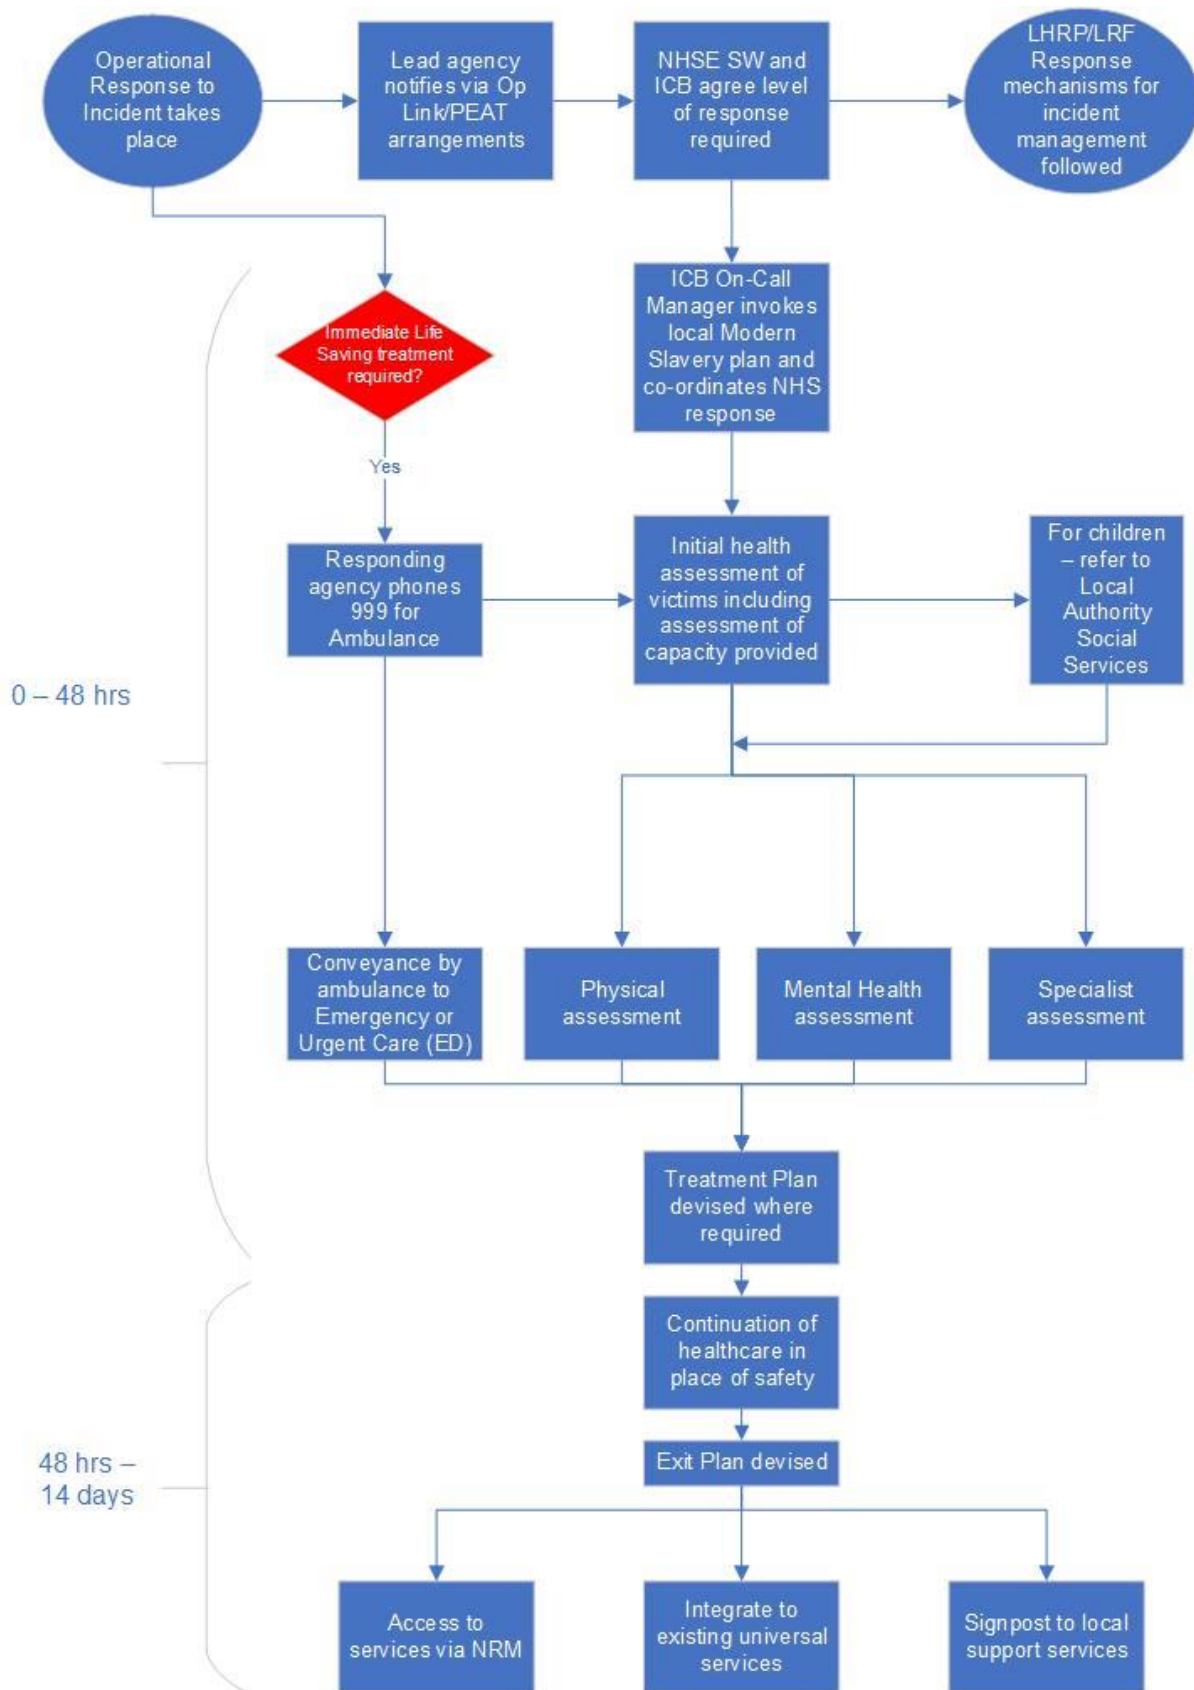 Operational
Response to
Incident takes
place
Lead agency
notifies via Op
Link/PEAT
arrangements
NHSE SW and
ICB agree level
of response
required
LHRP/LRF
Response
mechanisms for
incident
management
followed
Immediate Life
Saving treatment
required?
ICB On-Call
Manager invokes
local Modern
Slavery plan and
co-ordinates NHS
response
Yes
Responding
agency phones
999 for
Ambulance
Initial health
assessment of
victims including
assessment of
capacity provided
For children
– refer to
Local
Authority
Social
Services
0 – 48 hrs
Conveyance by
ambulance to
Emergency or
Urgent Care (ED)
Physical
assessment
Mental Health
assessment
Specialist
assessment
Treatment Plan
devised where
required
Continuation of
healthcare in
place of safety
48 hrs –
14 days
Exit Plan devised
Access to
services via NRM
Integrate to
existing universal
services
Signpost to local
support services